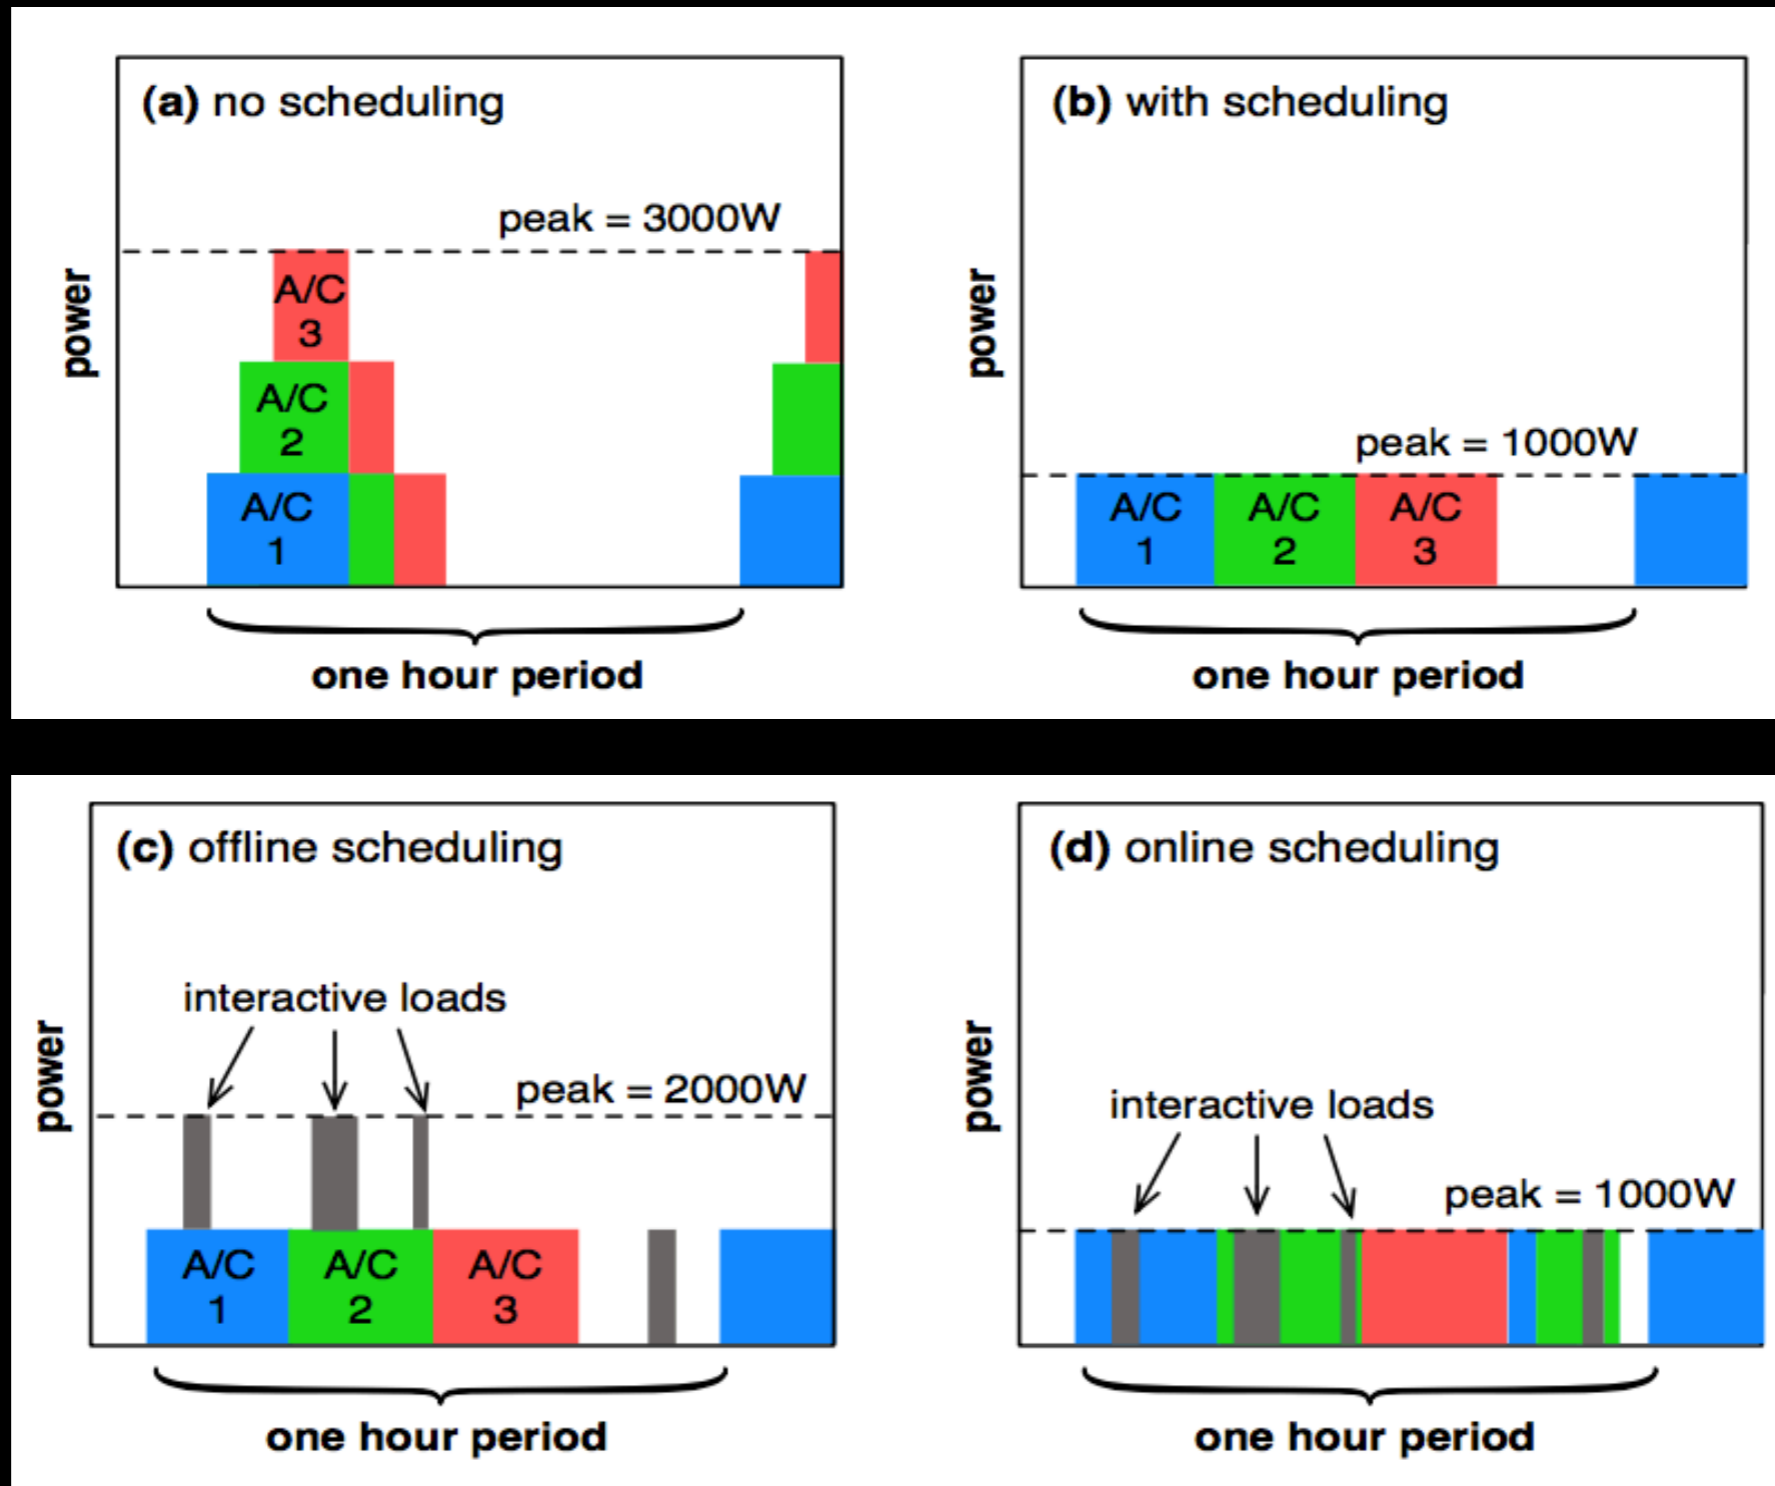 (a) no scheduling
peak = 3000W
power
A/C
3
A/C
2
A/C
1
one hour period
(b) with scheduling
power
peak = 1000W
A/C
1
A/C
2
A/C
3
one hour period
(c) offline scheduling
interactive loads
power
peak = 2000W
A/C
1
A/C
2
A/C
3
one hour period
(d) online scheduling
power
interactive loads
peak = 1000W
one hour period